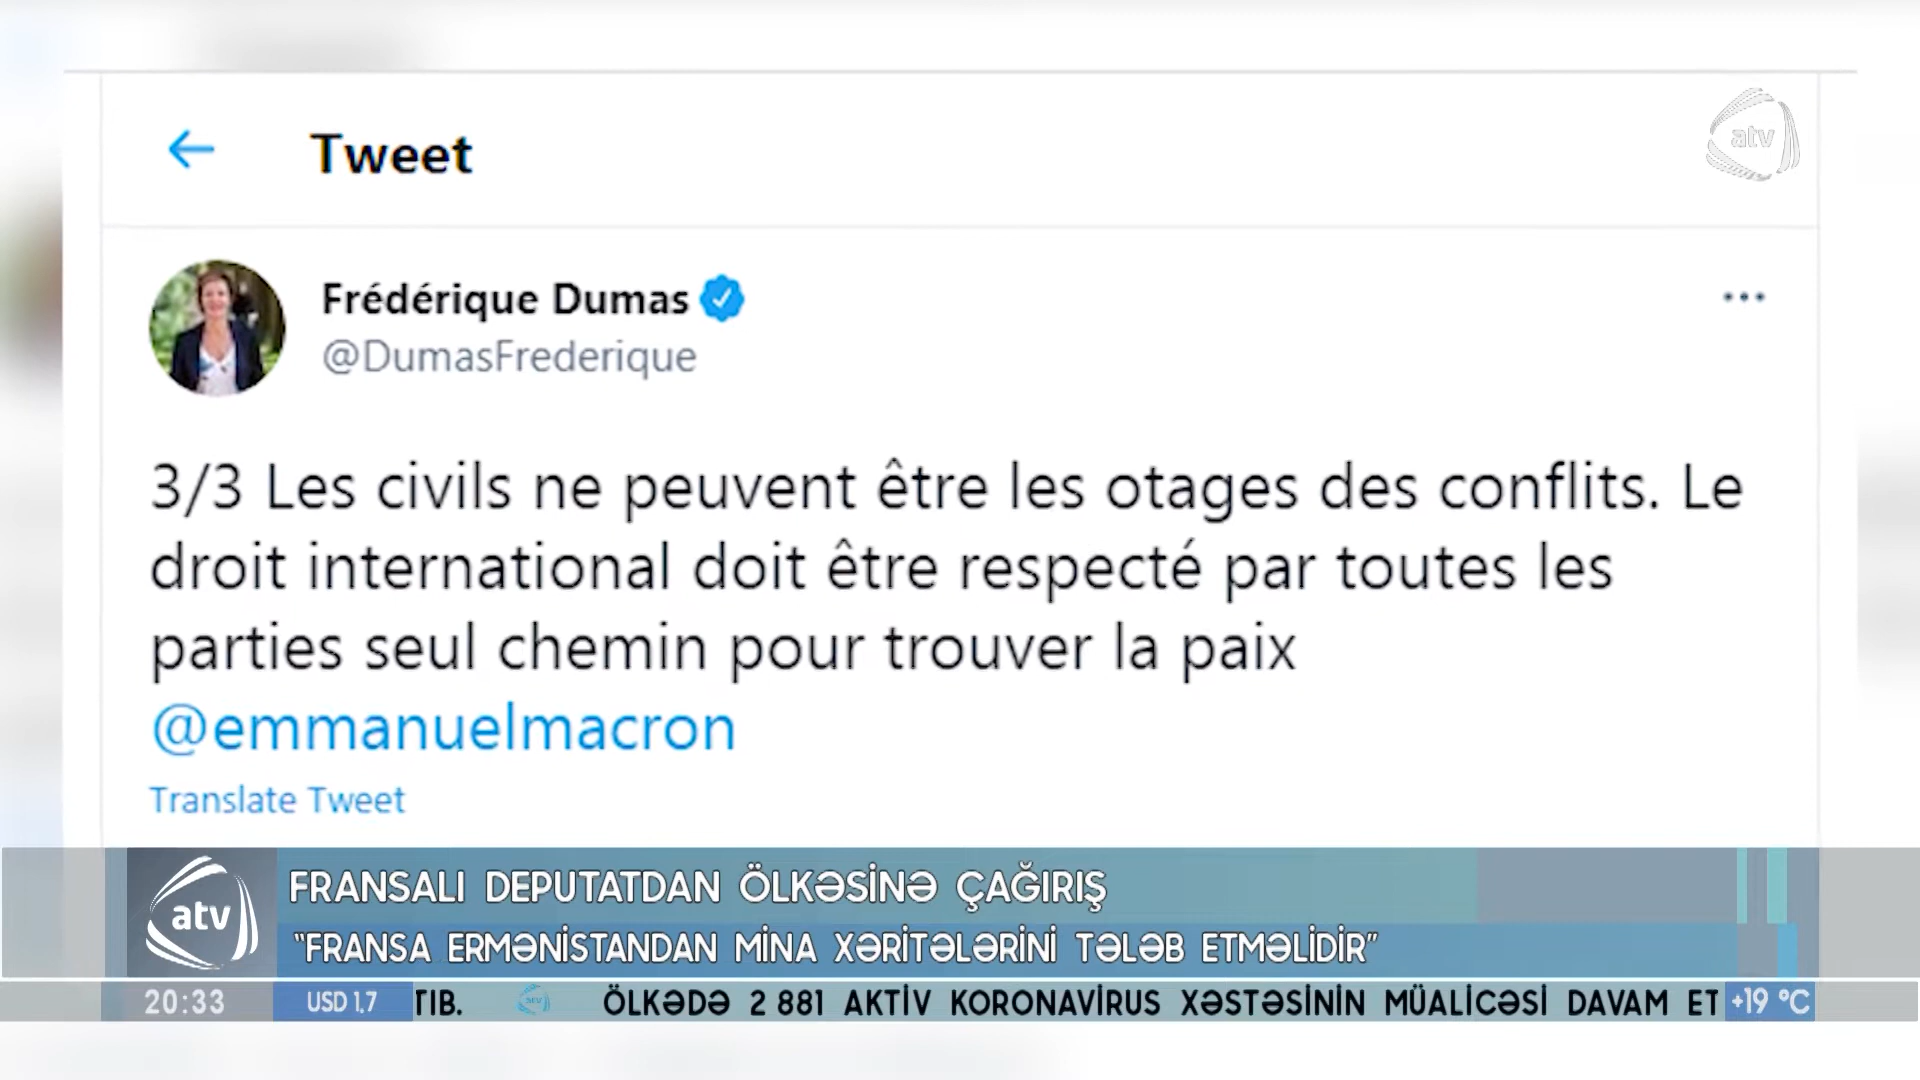 Tweet
atv
Frédérique Dumas
@DumasFrederique
3/3 Les civils ne peuvent être les otages des conflits. Le
droit international doit être respecté par toutes les
parties seul chemin pour trouver la paix
@emmanuelmacron
Translate Tweet
atv
FRANSALI DEPUTATDAN ÖLKƏSİNƏ ÇAĞIRIŞ
"FRANSA ERMƏNİSTANDAN MİNA XƏRİTƏLƏRİNİ TƏLƏB ETMƏLİDİR"
20:33 USD 1,7 TIB. atv ÖLKƏDƏ 2 881 AKTİV KORONAVİRUS XƏSTƏSİNİN MÜALİCƏSİ DAVAM ET +19 °C